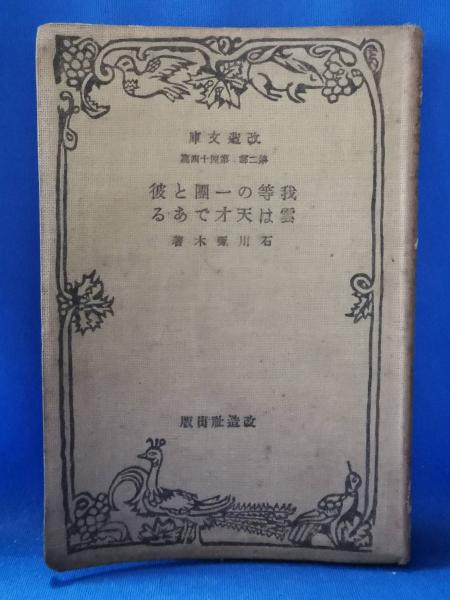 改造文庫
第二部
我等の一團と彼
雲は天才である
石川啄木著
改造社出版